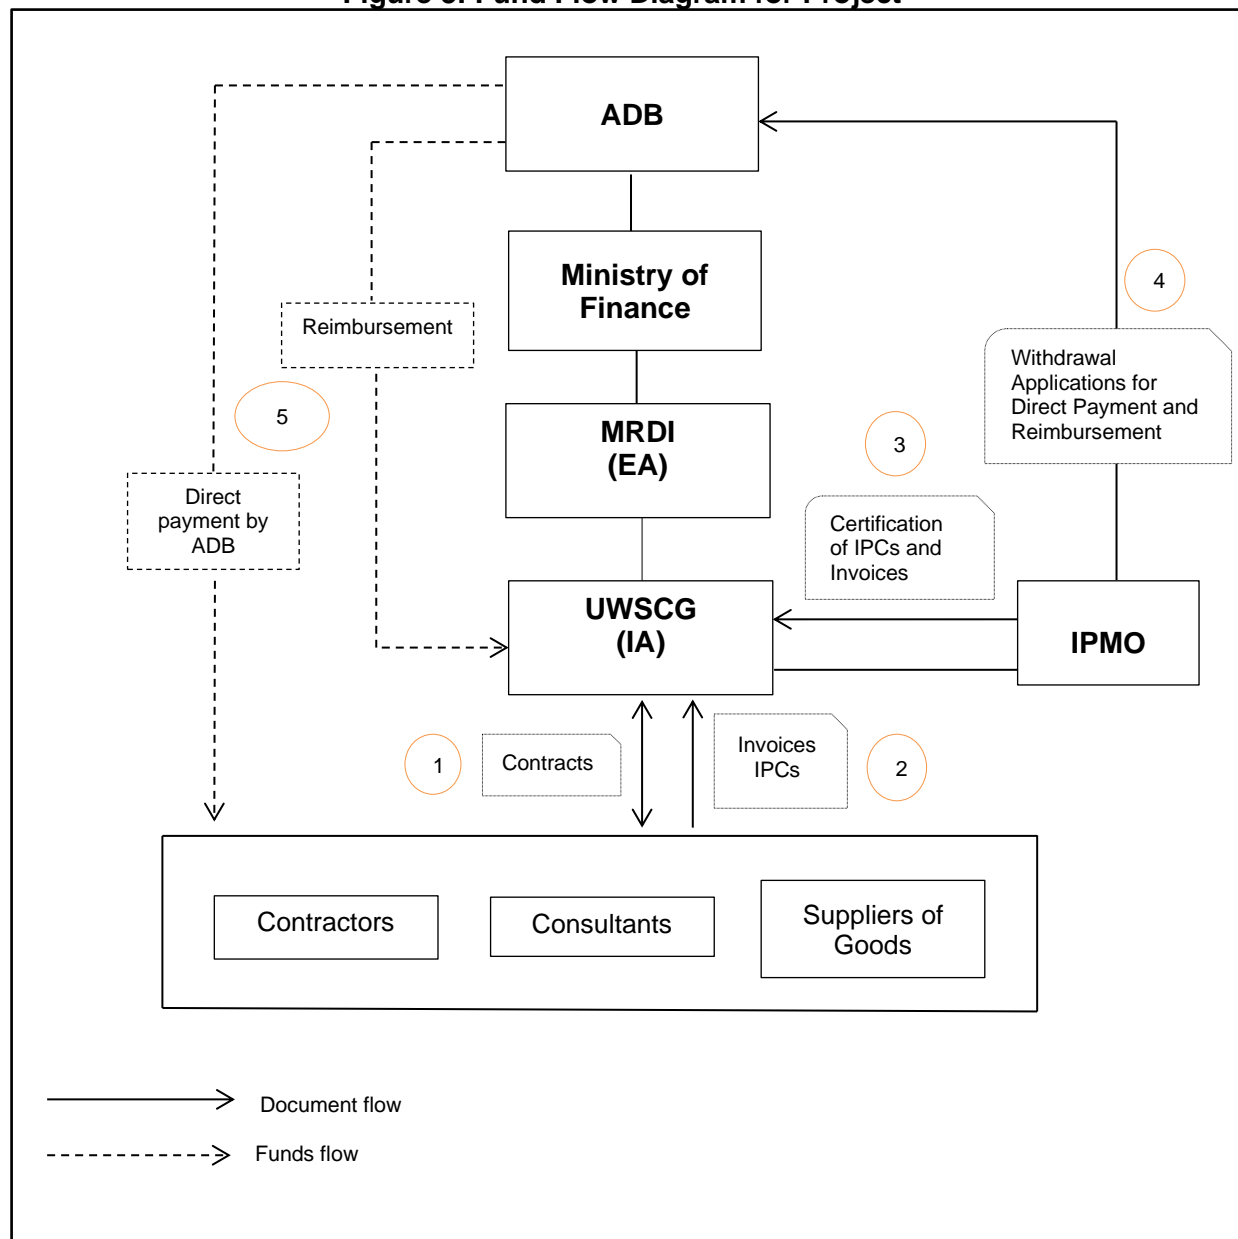 ADB
Ministry of
Finance
4
Reimbursement
Withdrawal
Applications for
Direct Payment and
Reimbursement
5
MRDI
(EA)
3
Direct
payment by
ADB
Certification
of IPCs and
Invoices
UWSCG
(IA)
IPMO
1
Contracts
Invoices
IPCs
2
Contractors
Consultants
Suppliers of
Goods
Document flow
Funds flow